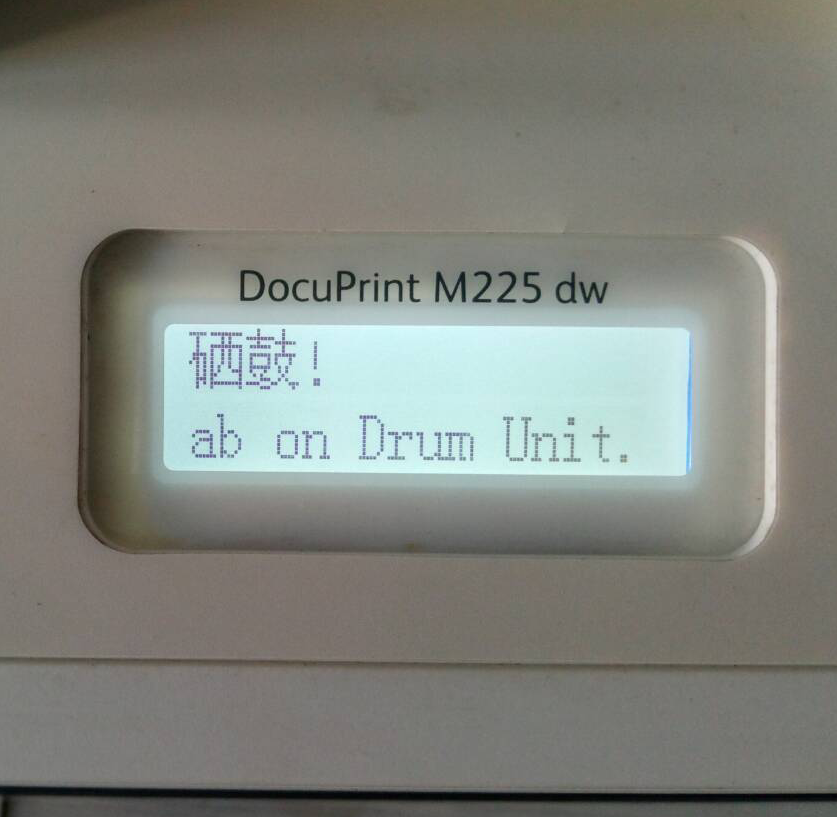 DocuPrint M225 dw
硒鼓!
ab on Drum Unit.